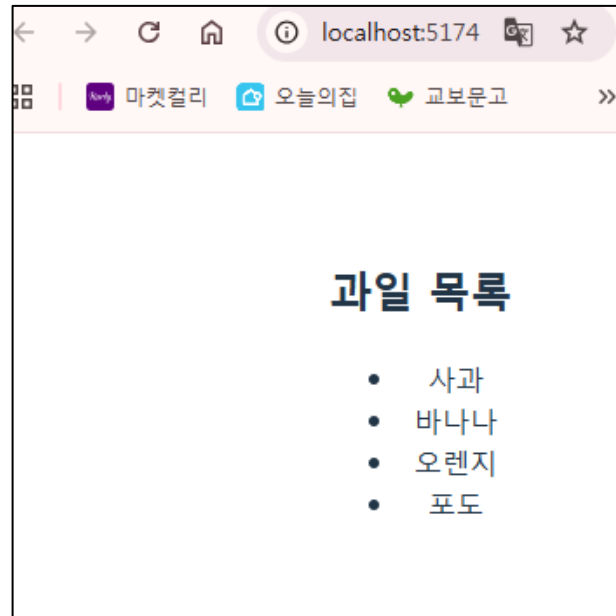 localhost:5174
마켓컬리 오늘의집 교보문고
과일 목록
• 사과
• 바나나
• 오렌지
• 포도